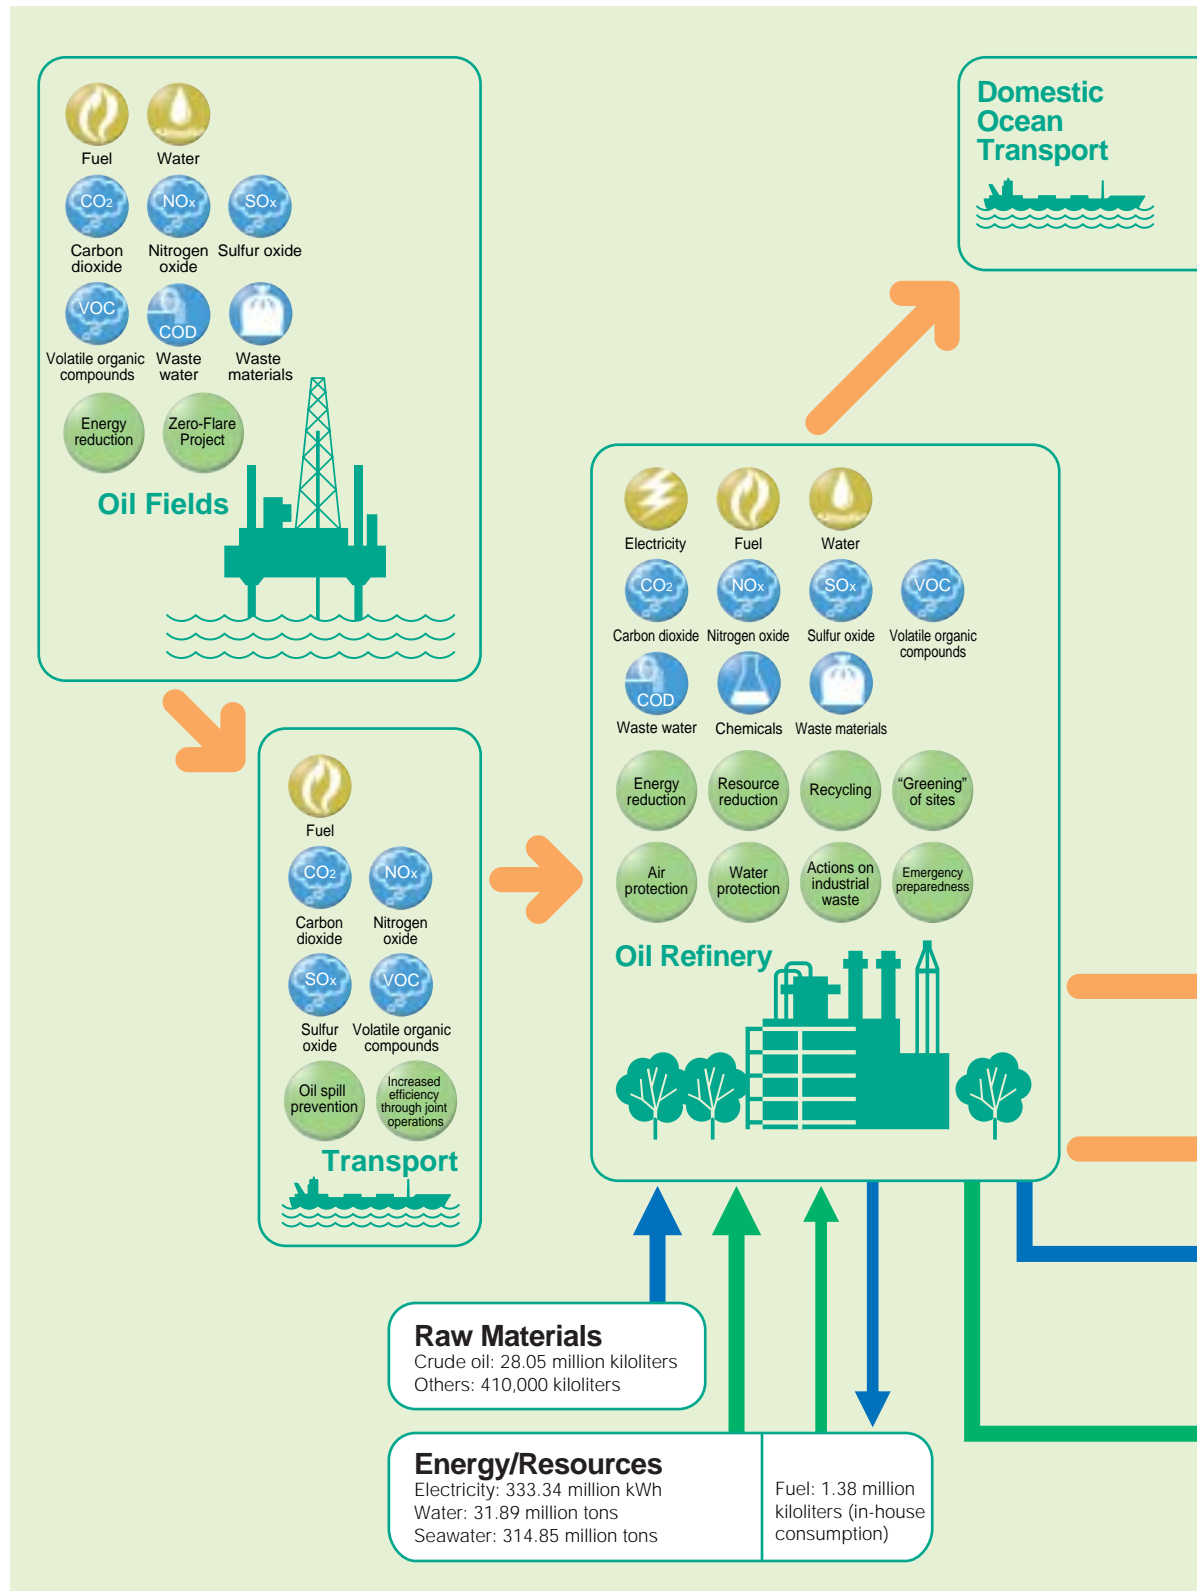 Fuel
Water
CO2
NOx
SOx
Carbon
dioxide
Nitrogen
oxide
Sulfur oxide
VOC
COD
Volatile organic
compounds
Waste
water
Waste
materials
Energy
reduction
Zero-Flare
Project
Oil Fields
Domestic
Ocean
Transport
Fuel
CO2
NOx
Carbon
dioxide
Nitrogen
oxide
SOx
VOC
Sulfur
oxide
Volatile organic
compounds
Oil spill
prevention
Increased
efficiency
through joint
operations
Transport
Electricity
Fuel
Water
CO2
NOx
SOx
VOC
Carbon dioxide
Nitrogen oxide
Sulfur oxide
Volatile organic
compounds
COD
Waste water
Chemicals
Waste materials
Energy
reduction
Resource
reduction
Recycling
“Greening”
of sites
Air
protection
Water
protection
Actions on
industrial
waste
Emergency
preparedness
Oil Refinery
Raw Materials
Crude oil: 28.05 million kiloliters
Others: 410,000 kiloliters
Energy/Resources
Electricity: 333.34 million kWh
Water: 31.89 million tons
Seawater: 314.85 million tons
Fuel: 1.38 million
kiloliters (in-house
consumption)